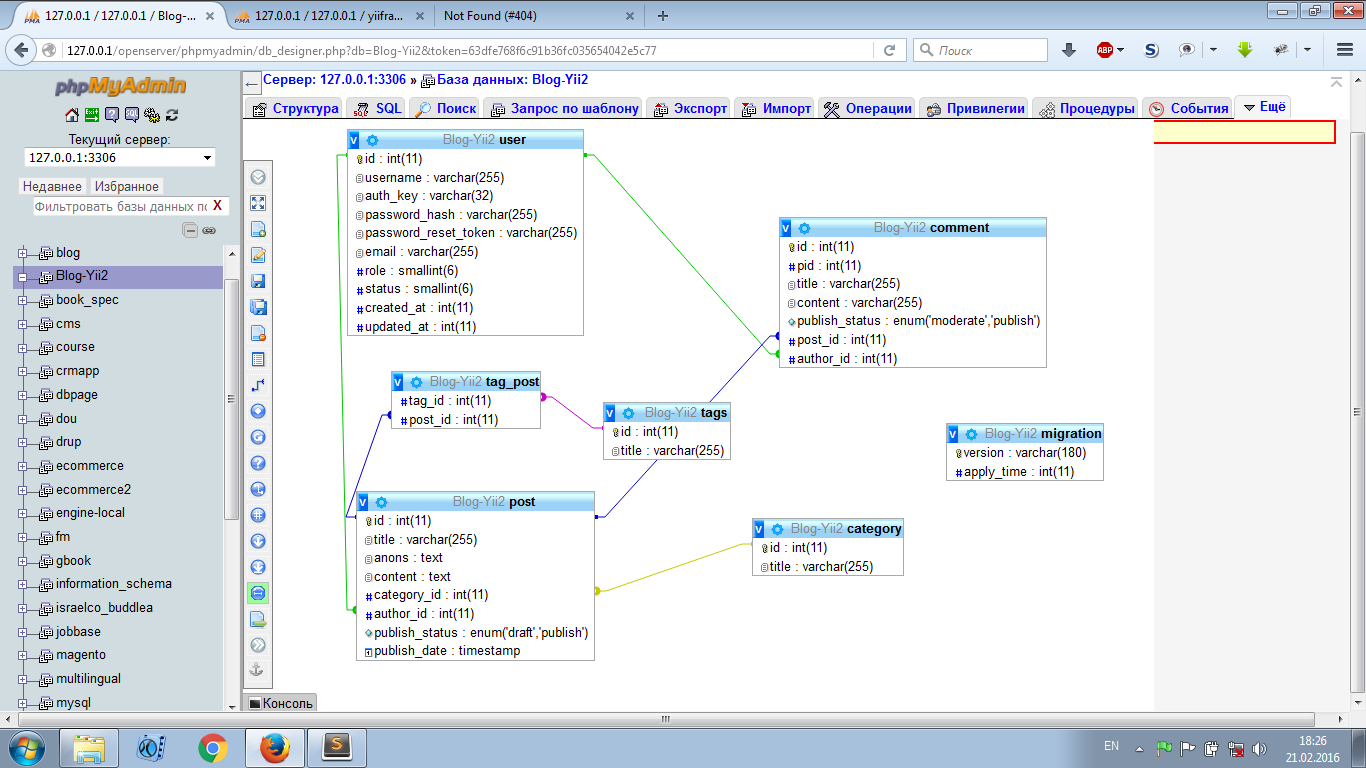 127.0.0.1 / 127.0.0.1 / Blog-...
127.0.0.1 / 127.0.0.1 / yiifra...
Not Found (#404)
127.0.0.1/openserver/phpmyadmin/db_designer.php?db=Blog-Yii2&token=63dfe768f6c91b36fc035654042e5c77
Поиск
ABP
phpMyAdmin
Текущий сервер:
127.0.0.1:3306
Недавнее
Избранное
Фильтровать базы данных по
X
blog
Blog-Yii2
book_spec
cms
course
crmapp
dbpage
dou
drup
ecommerce
ecommerce2
engine-local
fm
gbook
information_schema
israelco_buddlea
jobbase
magento
multilingual
mysql
Сервер: 127.0.0.1:3306 » База данных: Blog-Yii2
Структура
SQL
Поиск
Запрос по шаблону
Экспорт
Импорт
Операции
Привилегии
Процедуры
События
Ещё
Blog-Yii2 user
id : int(11)
username : varchar(255)
auth_key : varchar(32)
password_hash : varchar(255)
password_reset_token : varchar(255)
email : varchar(255)
role : smallint(6)
status : smallint(6)
created_at : int(11)
updated_at : int(11)
Blog-Yii2 comment
id : int(11)
pid : int(11)
title : varchar(255)
content : varchar(255)
publish_status : enum('moderate','publish')
post_id : int(11)
author_id : int(11)
Blog-Yii2 tag_post
tag_id : int(11)
post_id : int(11)
Blog-Yii2 tags
id : int(11)
title : varchar(255)
Blog-Yii2 migration
version : varchar(180)
apply_time : int(11)
Blog-Yii2 post
id : int(11)
title : varchar(255)
anons : text
content : text
category_id : int(11)
author_id : int(11)
publish_status : enum('draft','publish')
publish_date : timestamp
Blog-Yii2 category
id : int(11)
title : varchar(255)
Консоль
EN
18:26
21.02.2016